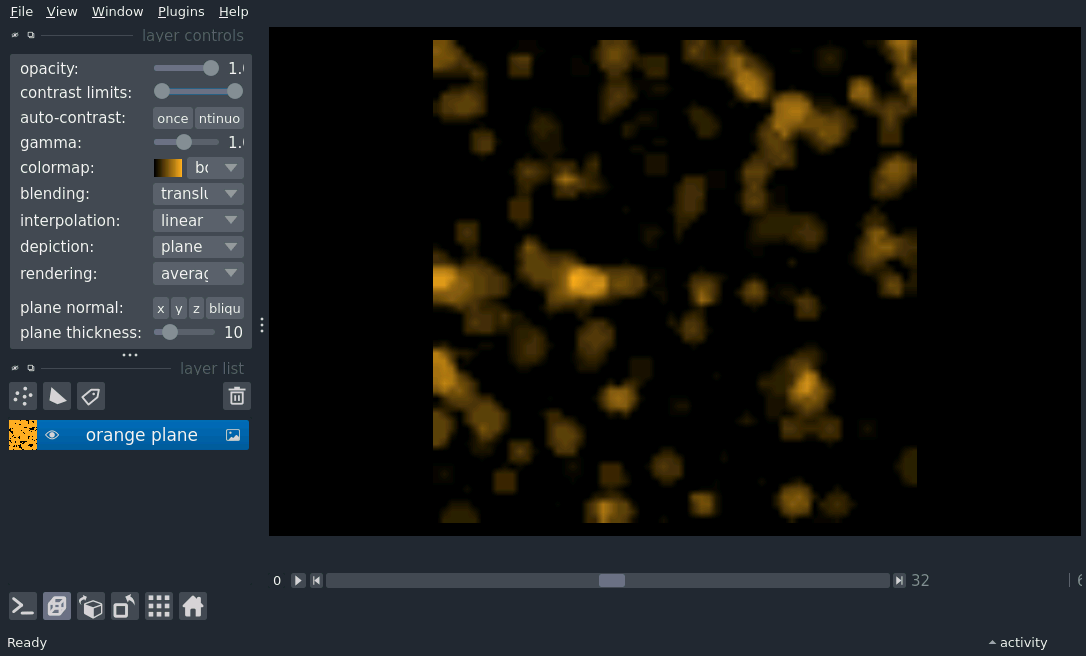 File View Window Plugins Help
layer controls
opacity: 1.
contrast limits:
auto-contrast: once ntinuo
gamma: 1.
colormap: bo
blending: translu
interpolation: linear
depiction: plane
rendering: averag
plane normal: x y z bliqu
plane thickness: 10
layer list
orange plane
0 32
Ready activity